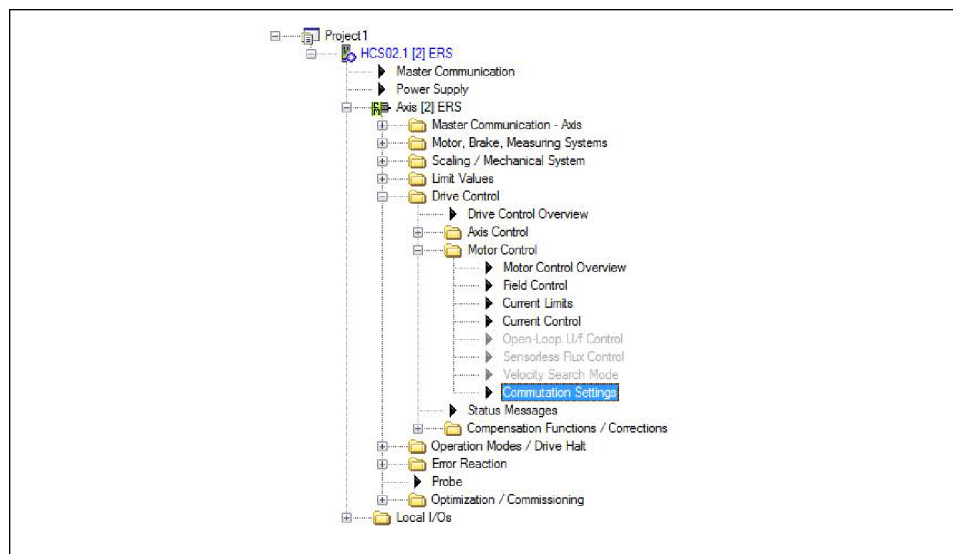 Project1
HCS02.1 [2] ERS
Master Communication
Power Supply
Axis [2] ERS
Master Communication - Axis
Motor, Brake, Measuring Systems
Scaling / Mechanical System
Limit Values
Drive Control
Drive Control Overview
Axis Control
Motor Control
Motor Control Overview
Field Control
Current Limits
Current Control
Open-Loop U/f Control
Sensorless Flux Control
Velocity Search Mode
Commutation Settings
Status Messages
Compensation Functions / Corrections
Operation Modes / Drive Halt
Error Reaction
Probe
Optimization / Commissioning
Local I/Os